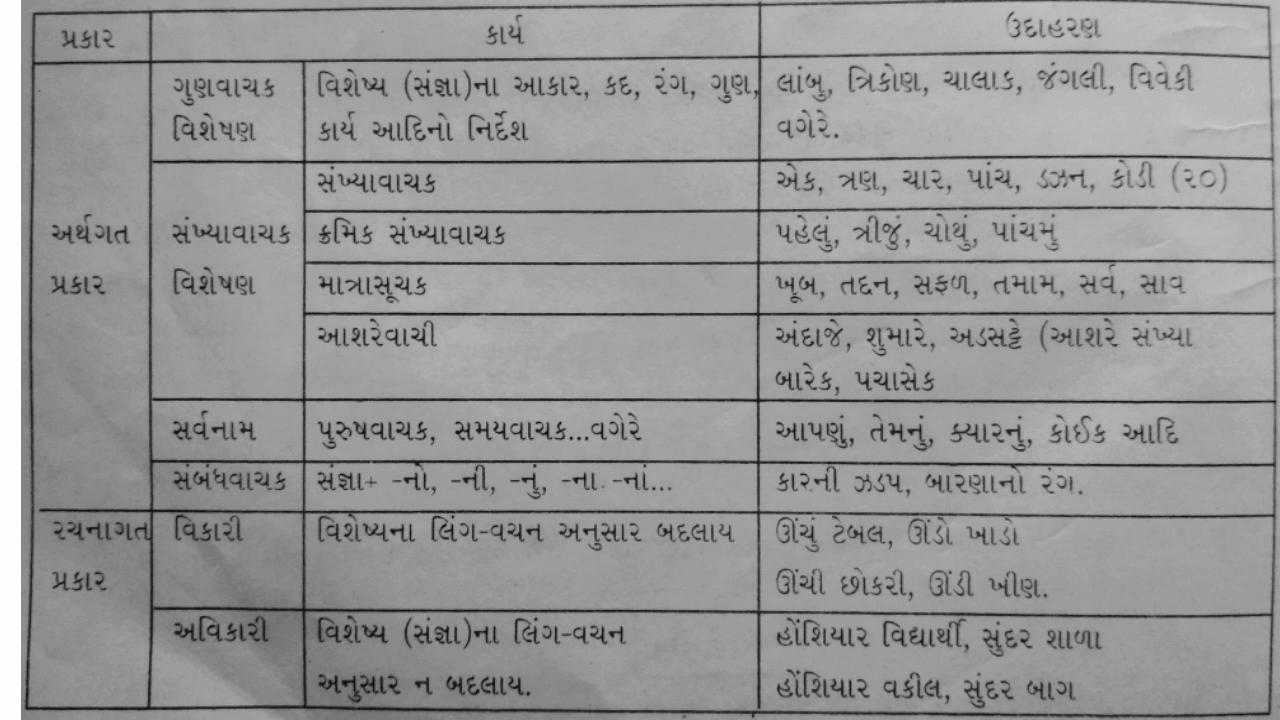 પ્રકાર કાર્ય ઉદાહરણ
ગુણવાચક વિશેષ્ય (સંજ્ઞા)ના આકાર, કદ, રંગ, ગુણ, લાંબુ, ત્રિકોણ, ચાલાક, જંગલી, વિવેકી
વિશેષણ કાર્ય આદિનો નિર્દેશ વગેરે.
સંખ્યાવાચક એક, ત્રણ, ચાર, પાંચ, ડઝન, કોડી (૨૦)
અર્થગત સંખ્યાવાચક ક્રમિક સંખ્યાવાચક પહેલું, ત્રીજું, ચોથું, પાંચમું
પ્રકાર વિશેષણ માત્રાસૂચક ખૂબ, તદ્દન, સફળ, તમામ, સર્વ, સાવ
આશરેવાચી અંદાજે, શુમારે, અડસટ્ટે (આશરે સંખ્યા
બારેક, પચાસેક
સર્વનામ પુરુષવાચક, સમયવાચક...વગેરે આપણું, તેમનું, ક્યારનું, કોઈક આદિ
સંબંધવાચક સંજ્ઞા+ -નો, -ની, -નું, -ના -નાં... કારની ઝડપ, બારણાનો રંગ.
રચનાગત વિકારી વિશેષ્યના લિંગ-વચન અનુસાર બદલાય ઊંચું ટેબલ, ઊંડો ખાડો
પ્રકાર ઊંચી છોકરી, ઊંડી ખીણ.
અવિકારી વિશેષ્ય (સંજ્ઞા)ના લિંગ-વચન હોંશિયાર વિદ્યાર્થી, સુંદર શાળા
અનુસાર ન બદલાય. હોંશિયાર વકીલ, સુંદર બાગ